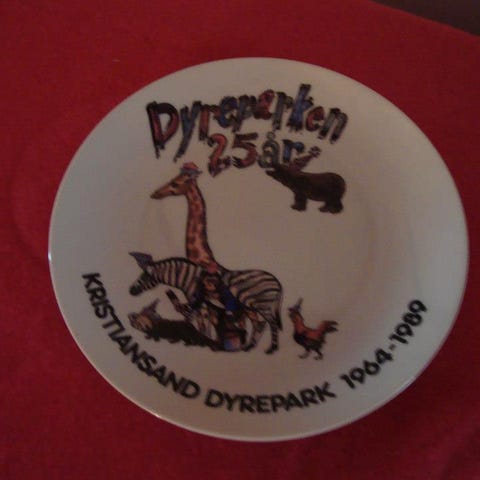 Dyreparken
25 år
KRISTIANSAND DYREPARK 1964-1989